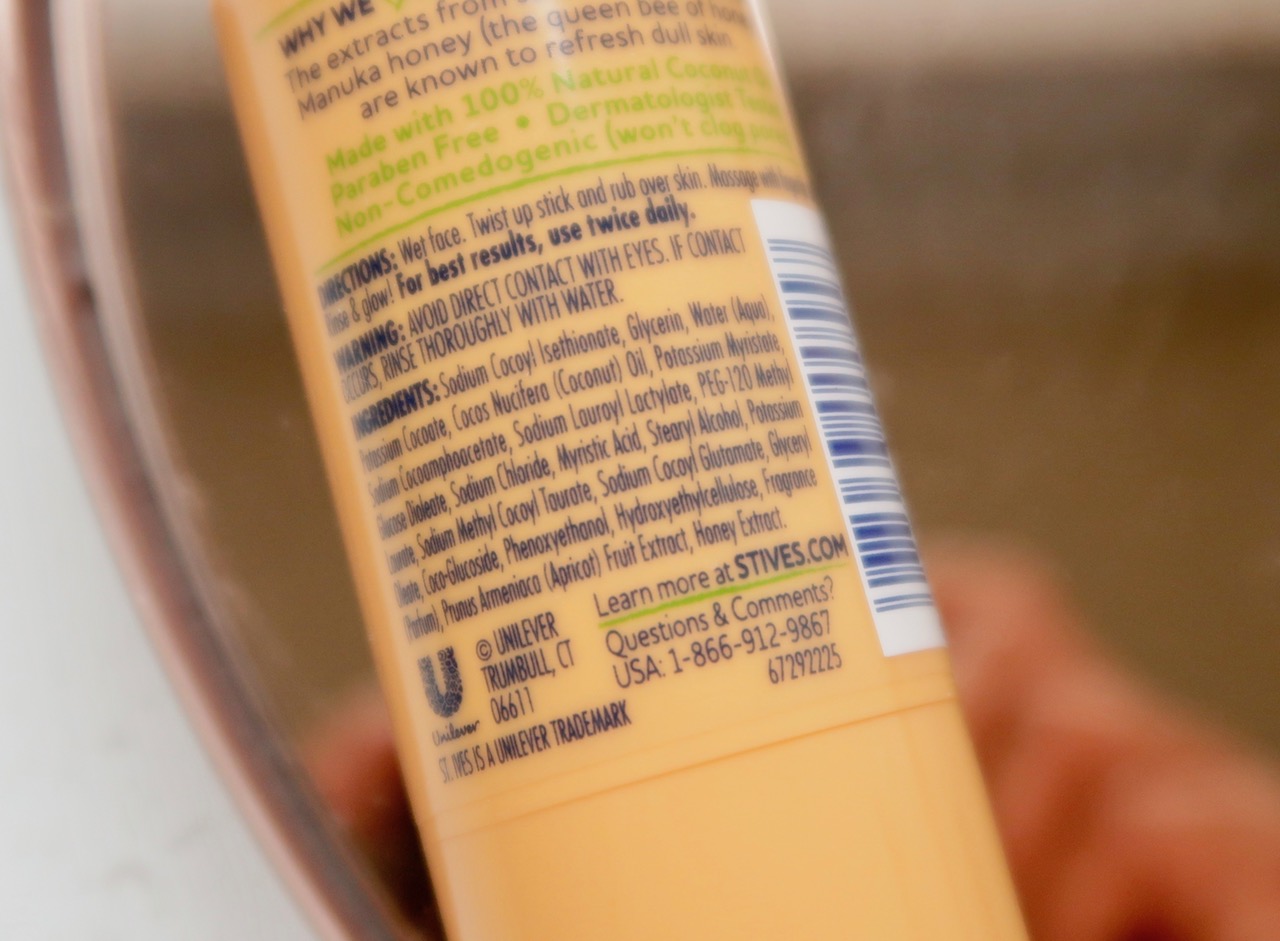 WHY WE
The extracts from
Manuka honey (the queen bee of
are known to refresh dull skin.
Made with 100% Natural Coconut
Paraben Free • Dermatologist
Non-Comedogenic (won't clog
DIRECTIONS: Wet face. Twist up stick and rub over skin. Massage
& glow! For best results, use twice daily.
WARNING: AVOID DIRECT CONTACT WITH EYES. IF CONTACT
OCCURS, RINSE THOROUGHLY WITH WATER.
INGREDIENTS: Sodium Cocoyl Isethionate, Glycerin, Water (Aqua),
Potassium Cocoate, Cocos Nucifera (Coconut) Oil, Potassium Myristate,
Sodium Cocoamphoacetate, Sodium Lauroyl Lactylate, PEG-120 Methyl
Glucose Dioleate, Sodium Chloride, Myristic Acid, Stearyl Alcohol, Potassium
Laurate, Sodium Methyl Cocoyl Taurate, Sodium Cocoyl Glutamate, Glyceryl
Oleate, Coco-Glucoside, Phenoxyethanol, Hydroxyethylcellulose, Fragrance
(Parfum), Prunus Armeniaca (Apricot) Fruit Extract, Honey Extract.
Learn more at STIVES.COM
Questions & Comments?
USA: 1-866-912-9867
67292225
© UNILEVER
TRUMBULL, CT
06611
Unilever
ST. IVES IS A UNILEVER TRADEMARK